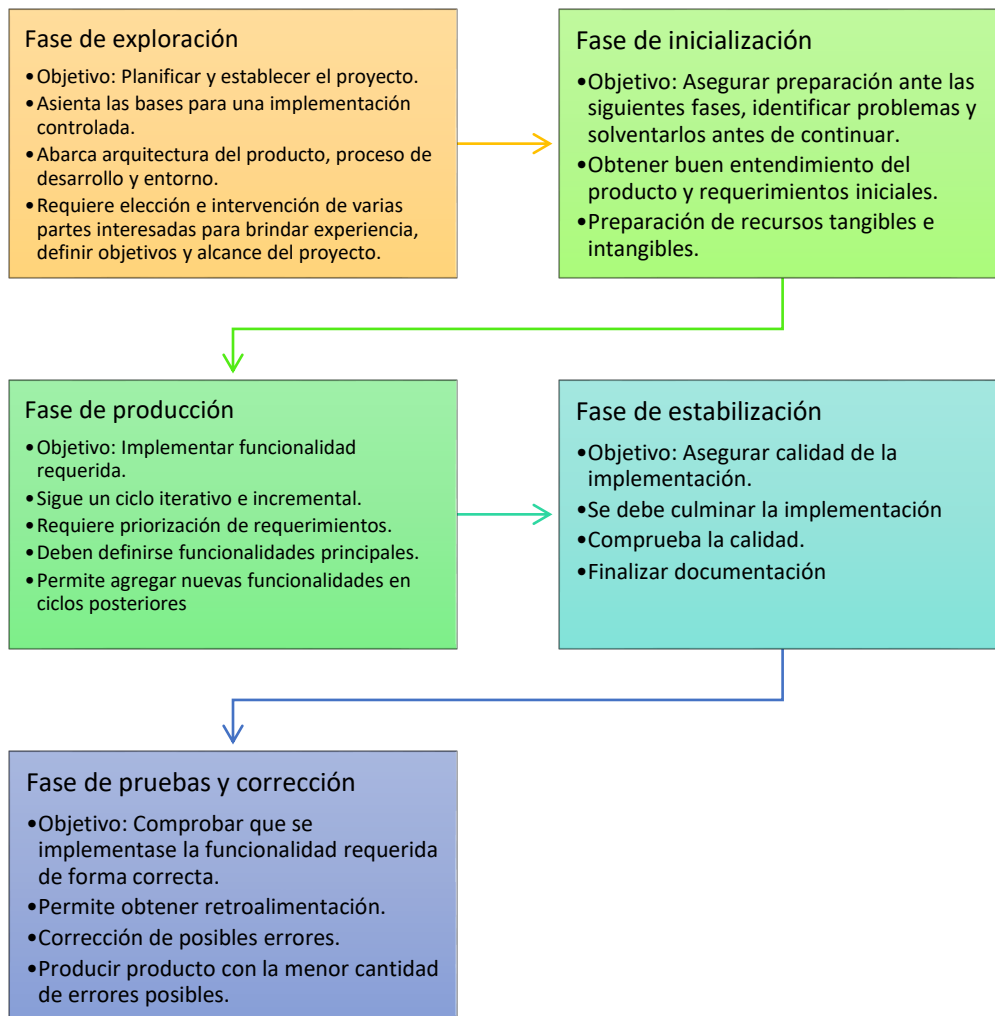 Fase de exploración
•Objetivo: Planificar y establecer el proyecto.
•Asienta las bases para una implementación
controlada.
•Abarca arquitectura del producto, proceso de
desarrollo y entorno.
•Requiere elección e intervención de varias
partes interesadas para brindar experiencia,
definir objetivos y alcance del proyecto.
Fase de inicialización
•Objetivo: Asegurar preparación ante las
siguientes fases, identificar problemas y
solventarlos antes de continuar.
•Obtener buen entendimiento del
producto y requerimientos iniciales.
•Preparación de recursos tangibles e
intangibles.
Fase de producción
•Objetivo: Implementar funcionalidad
requerida.
•Sigue un ciclo iterativo e incremental.
•Requiere priorización de requerimientos.
•Deben definirse funcionalidades principales.
•Permite agregar nuevas funcionalidades en
ciclos posteriores
Fase de estabilización
•Objetivo: Asegurar calidad de la
implementación.
•Se debe culminar la implementación
•Comprueba la calidad.
•Finalizar documentación
Fase de pruebas y corrección
•Objetivo: Comprobar que se
implementase la funcionalidad requerida
de forma correcta.
•Permite obtener retroalimentación.
•Corrección de posibles errores.
•Producir producto con la menor cantidad
de errores posibles.